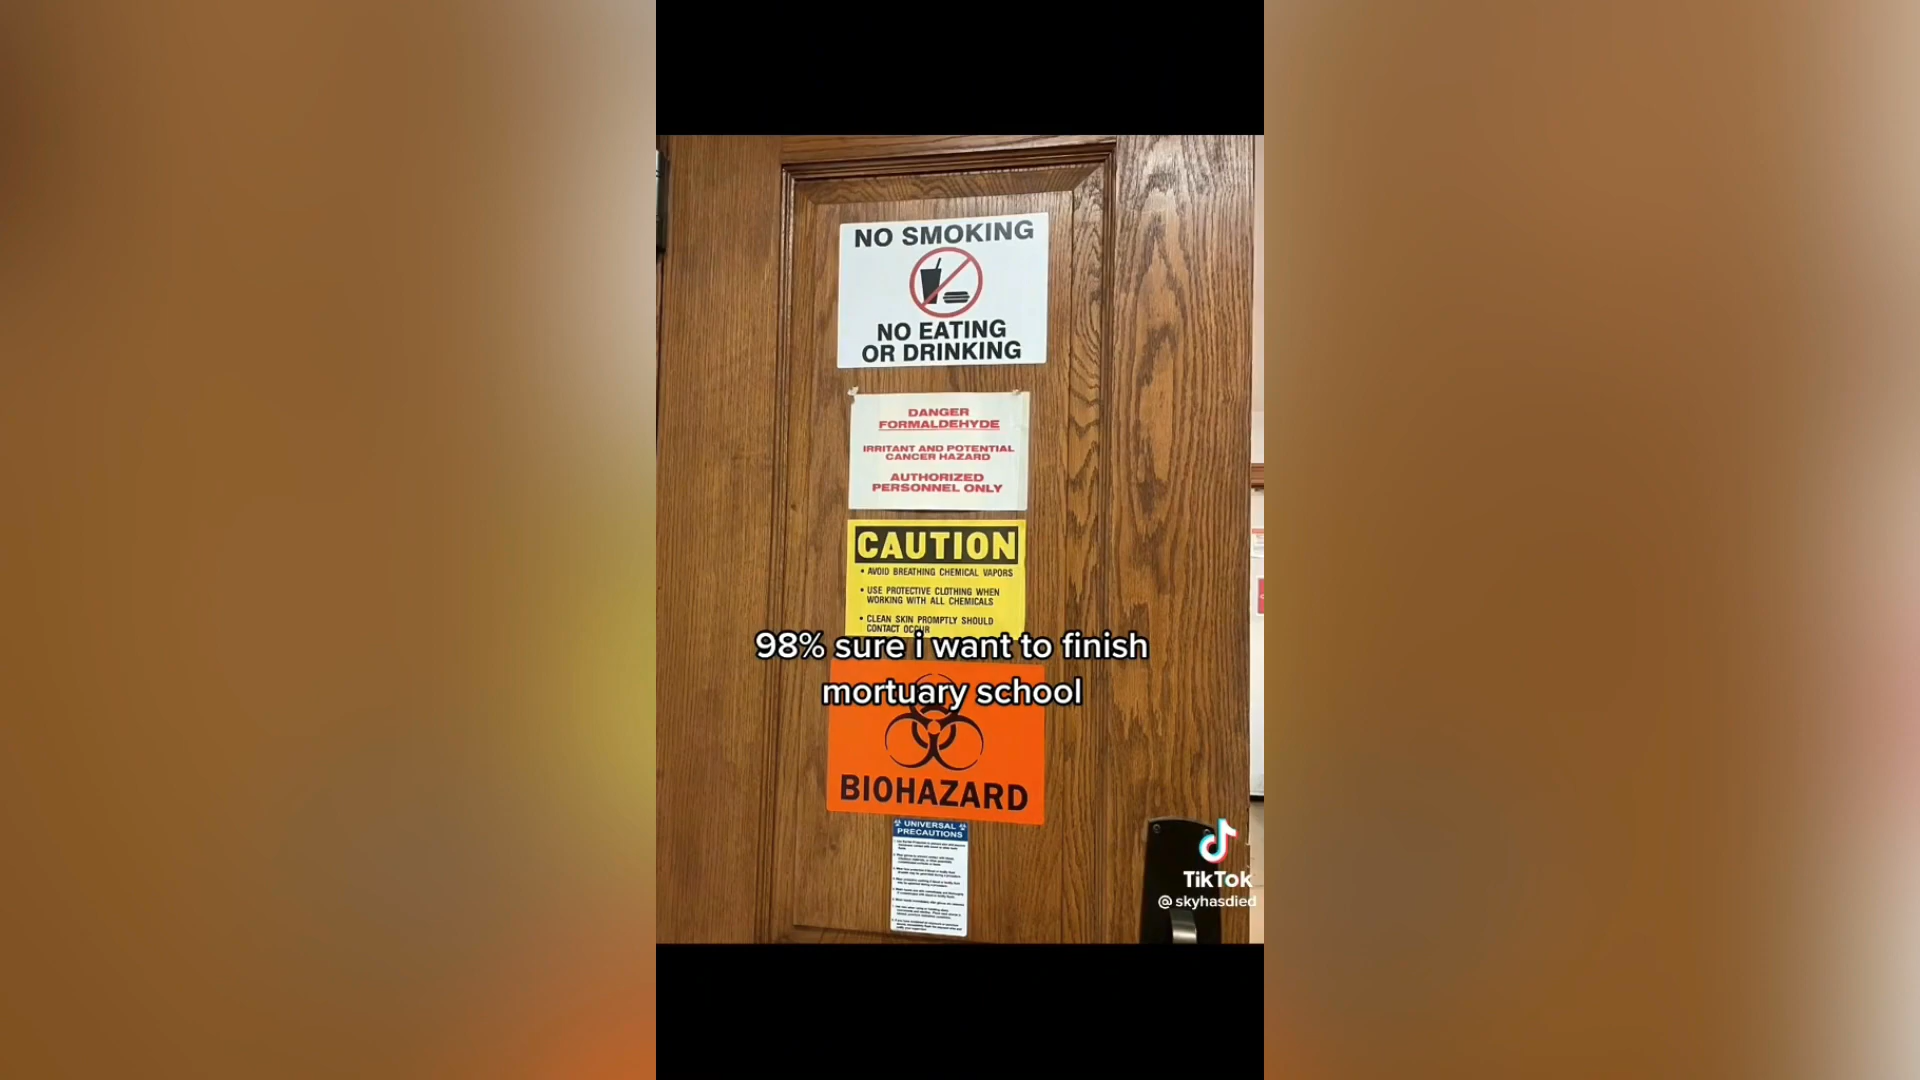 NO SMOKING
NO EATING
OR DRINKING
DANGER
FORMALDEHYDE
IRRITANT AND POTENTIAL
CANCER HAZARD
AUTHORIZED
PERSONNEL ONLY
CAUTION
• AVOID BREATHING CHEMICAL VAPORS
• USE PROTECTIVE CLOTHING WHEN
WORKING WITH ALL CHEMICALS
• CLEAN SKIN PROMPTLY SHOULD
CONTACT OCCUR
98% sure i want to finish
mortuary school
BIOHAZARD
UNIVERSAL
PRECAUTIONS
TikTok
@skyhasdied